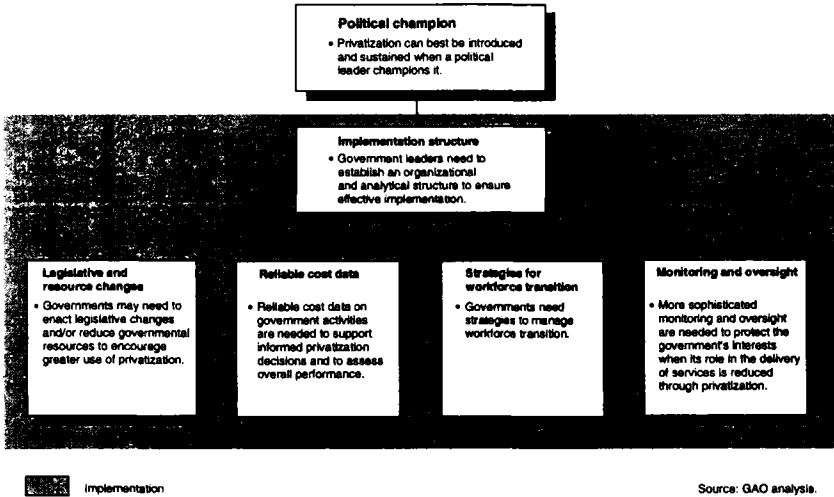 Political champion
• Privatization can best be introduced
and sustained when a political
leader champions it.
Implementation structure
• Government leaders need to
establish an organizational
and analytical structure to ensure
effective implementation.
Legislative and
resource changes
• Governments may need to
enact legislative changes
and/or reduce governmental
resources to encourage
greater use of privatization.
Reliable cost data
• Reliable cost data on
government activities
are needed to support
informed privatization
decisions and to assess
overall performance.
Strategies for
workforce transition
• Governments need
strategies to manage
workforce transition.
Monitoring and oversight
• More sophisticated
monitoring and oversight
are needed to protect the
government's interests
when its role in the delivery
of services is reduced
through privatization.
Implementation
Source: GAO analysis.